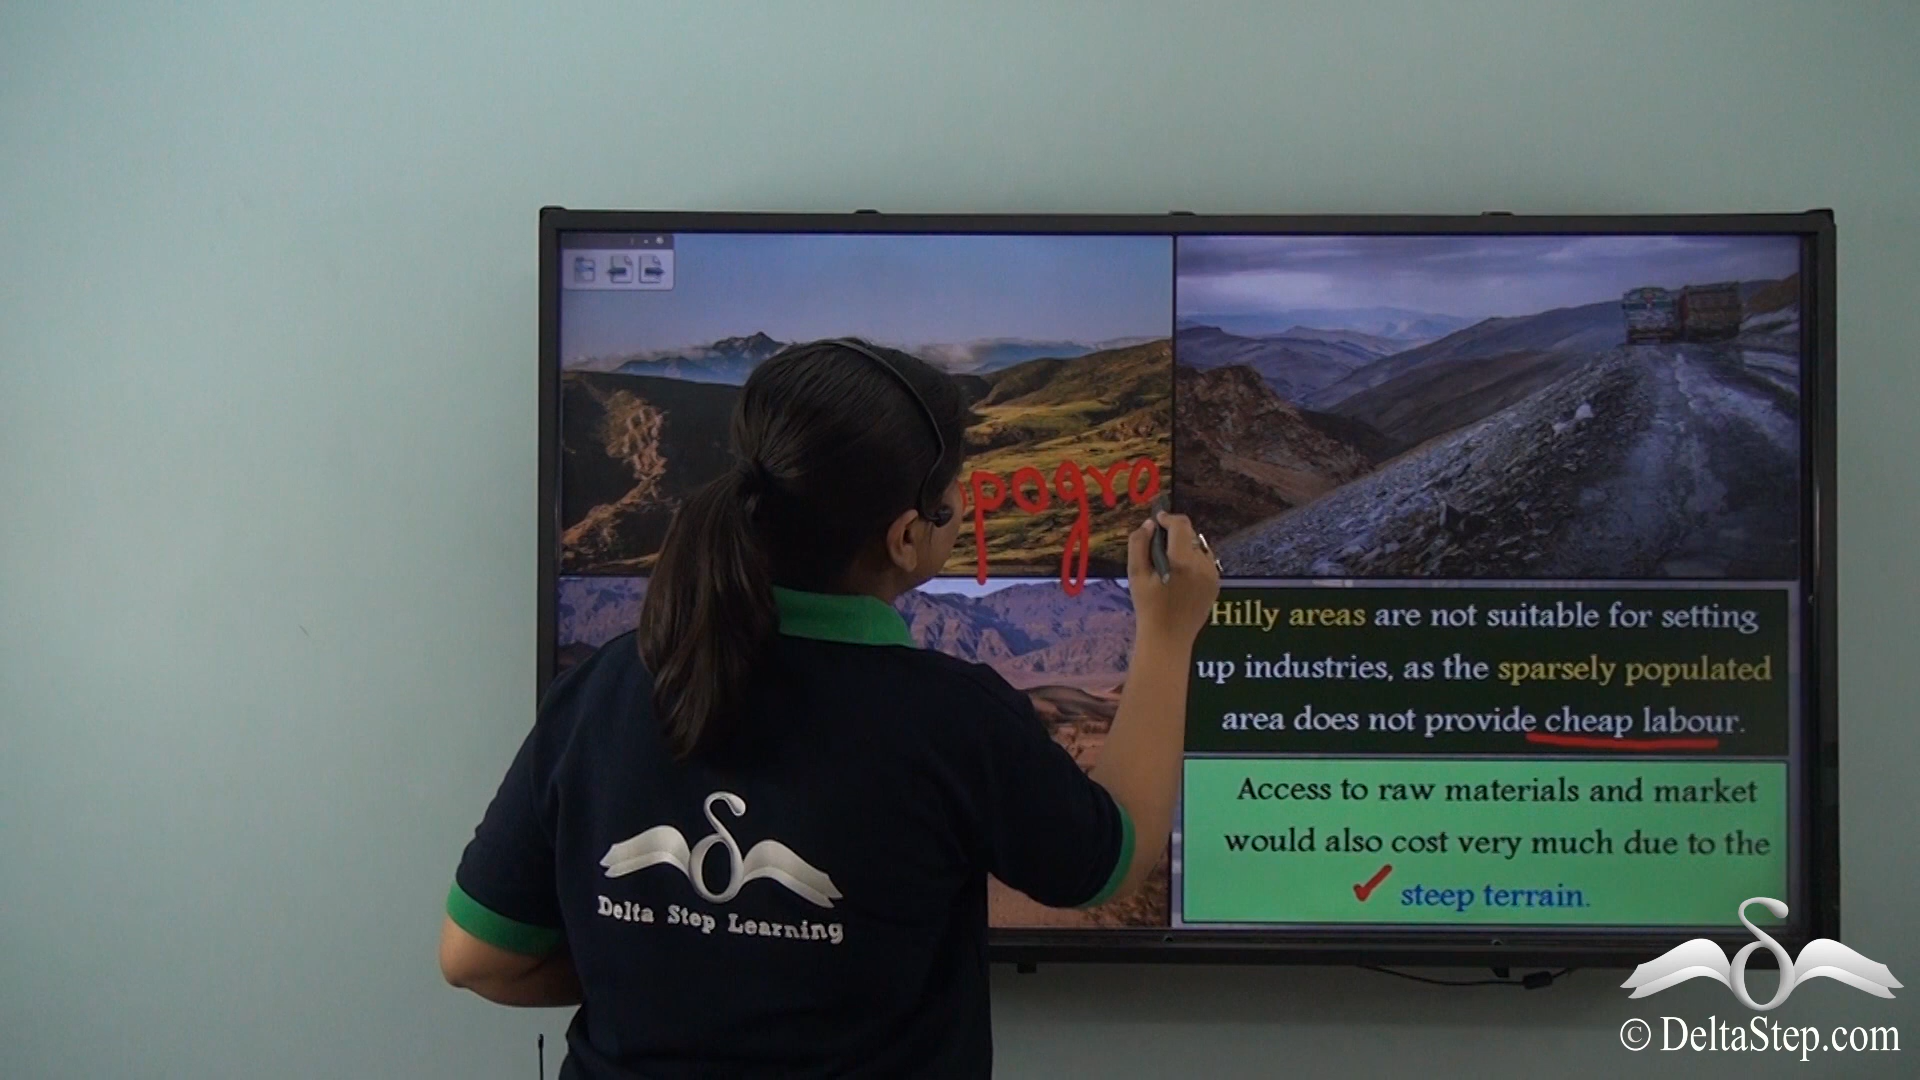 pogra
Hilly areas are not suitable for setting
up industries, as the sparsely populated
area does not provide cheap labour.
Access to raw materials and market
would also cost very much due to the
steep terrain.
Delta Step Learning
© DeltaStep.com